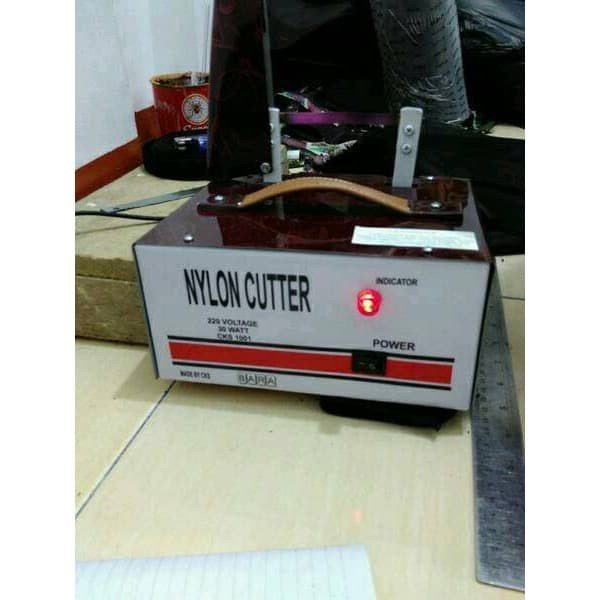 NYLON CUTTER
INDICATOR
220 VOLTAGE
30 WATT
CKS 1001
POWER
MADE BY CKS
BARA